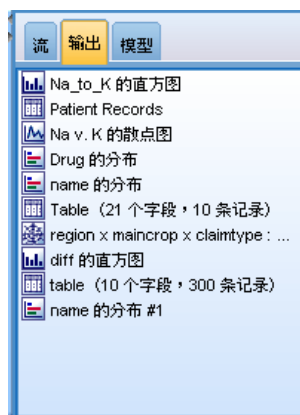 流 输出 模型
Na_to_K 的直方图
Patient Records
Na v. K 的散点图
Drug 的分布
name 的分布
Table（21 个字段，10 条记录）
region x maincrop x claimtype : ...
diff 的直方图
table（10 个字段，300 条记录）
name 的分布 #1